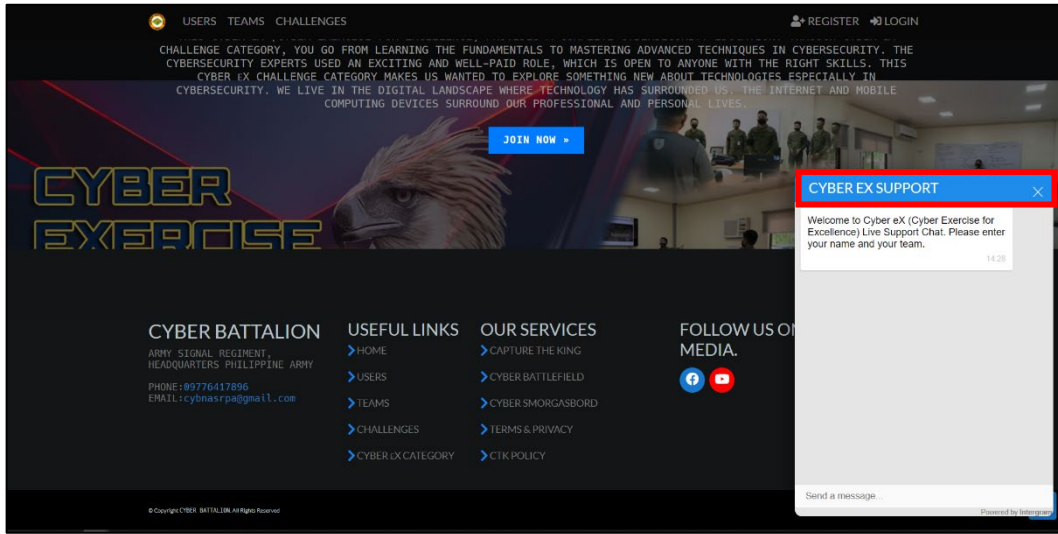 USERS TEAMS CHALLENGES
REGISTER LOGIN
CHALLENGE CATEGORY, YOU GO FROM LEARNING THE FUNDAMENTALS TO MASTERING ADVANCED TECHNIQUES IN CYBERSECURITY. THE
CYBERSECURITY EXPERTS USED AN EXCITING AND WELL-PAID ROLE, WHICH IS OPEN TO ANYONE WITH THE RIGHT SKILLS. THIS
CYBER εX CHALLENGE CATEGORY MAKES US WANTED TO EXPLORE SOMETHING NEW ABOUT TECHNOLOGIES ESPECIALLY IN
CYBERSECURITY. WE LIVE IN THE DIGITAL LANDSCAPE WHERE TECHNOLOGY HAS SURROUNDED US. THE INTERNET AND MOBILE
COMPUTING DEVICES SURROUND OUR PROFESSIONAL AND PERSONAL LIVES.
JOIN NOW »
CYBER
EXERCISE
CYBER BATTALION
ARMY SIGNAL REGIMENT,
HEADQUARTERS PHILIPPINE ARMY
PHONE:09776417896
EMAIL:cybnasrpa@gmail.com
USEFUL LINKS
HOME
USERS
TEAMS
CHALLENGES
CYBER εX CATEGORY
OUR SERVICES
CAPTURE THE KING
CYBER BATTLEFIELD
CYBER SMORGASBORD
TERMS & PRIVACY
CTK POLICY
FOLLOW US ON
MEDIA.
© Copyright CYBER BATTALION. All Rights Reserved
CYBER EX SUPPORT
Welcome to Cyber eX (Cyber Exercise for
Excellence) Live Support Chat. Please enter
your name and your team.
14:28
Send a message...
Powered by Intergram